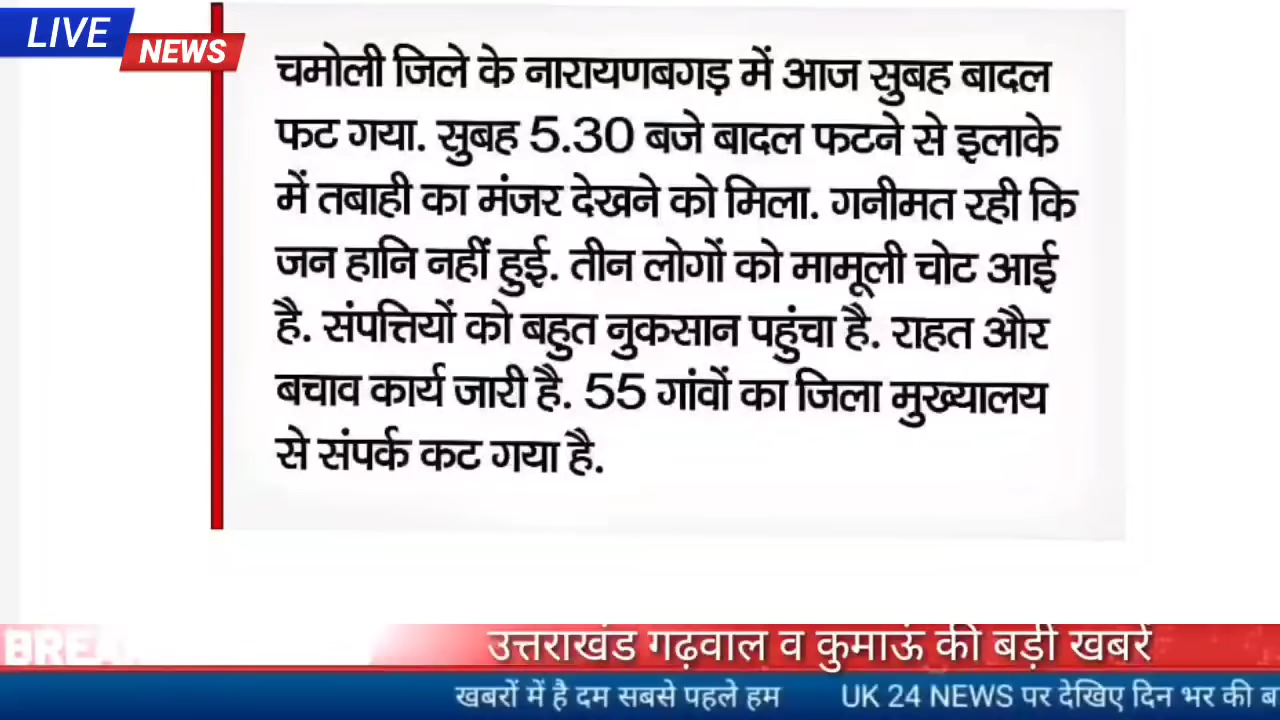 LIVE
NEWS
चमोली जिले के नारायणबगड़ में आज सुबह बादल
फट गया. सुबह 5.30 बजे बादल फटने से इलाके
में तबाही का मंजर देखने को मिला. गनीमत रही कि
जन हानि नहीं हुई. तीन लोगों को मामूली चोट आई
है. संपत्तियों को बहुत नुकसान पहुंचा है. राहत और
बचाव कार्य जारी है. 55 गांवों का जिला मुख्यालय
से संपर्क कट गया है.
उत्तराखंड गढ़वाल व कुमाऊं की बड़ी खबरें
खबरों में है दम सबसे पहले हम UK 24 NEWS पर देखिए दिन भर की